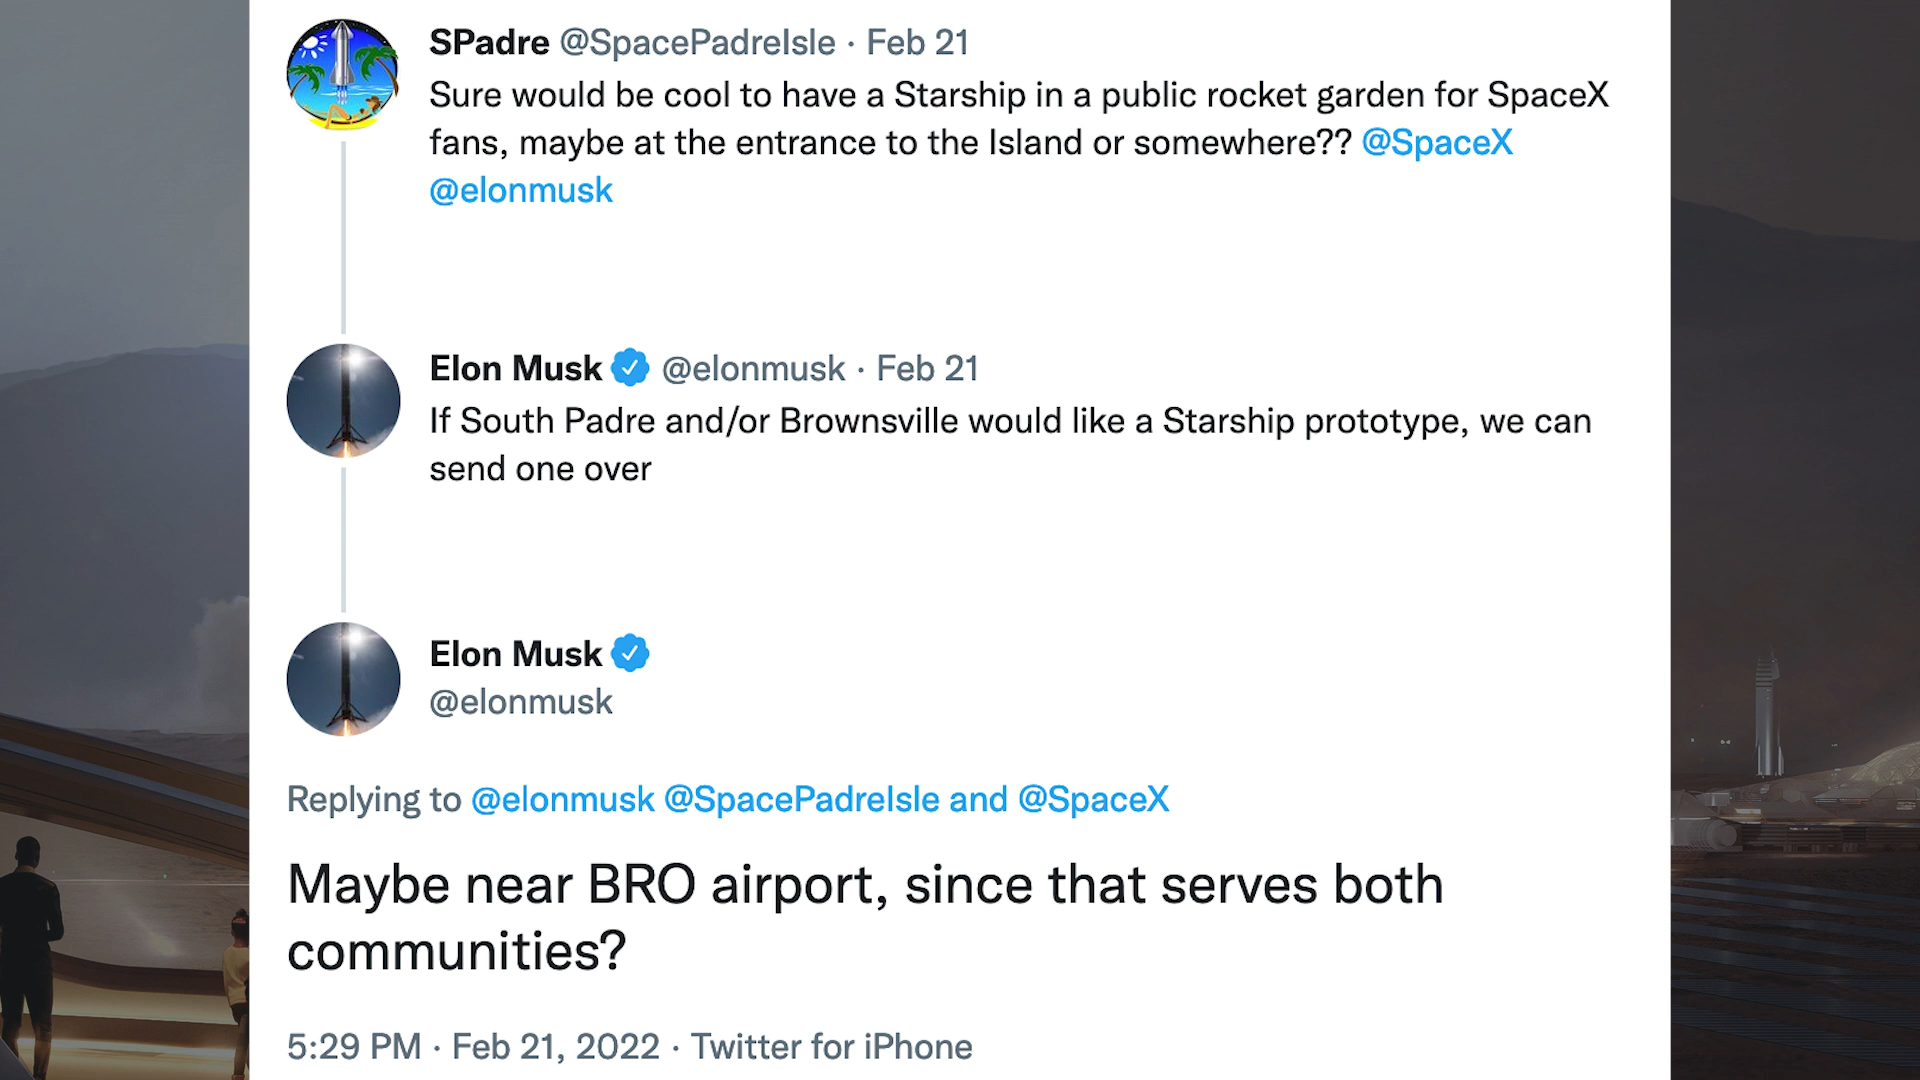 SPadre @SpacePadreIsle · Feb 21
Sure would be cool to have a Starship in a public rocket garden for SpaceX
fans, maybe at the entrance to the Island or somewhere?? @SpaceX
@elonmusk
Elon Musk @elonmusk · Feb 21
If South Padre and/or Brownsville would like a Starship prototype, we can
send one over
Elon Musk
@elonmusk
Replying to @elonmusk @SpacePadreIsle and @SpaceX
Maybe near BRO airport, since that serves both
communities?
5:29 PM · Feb 21, 2022 · Twitter for iPhone